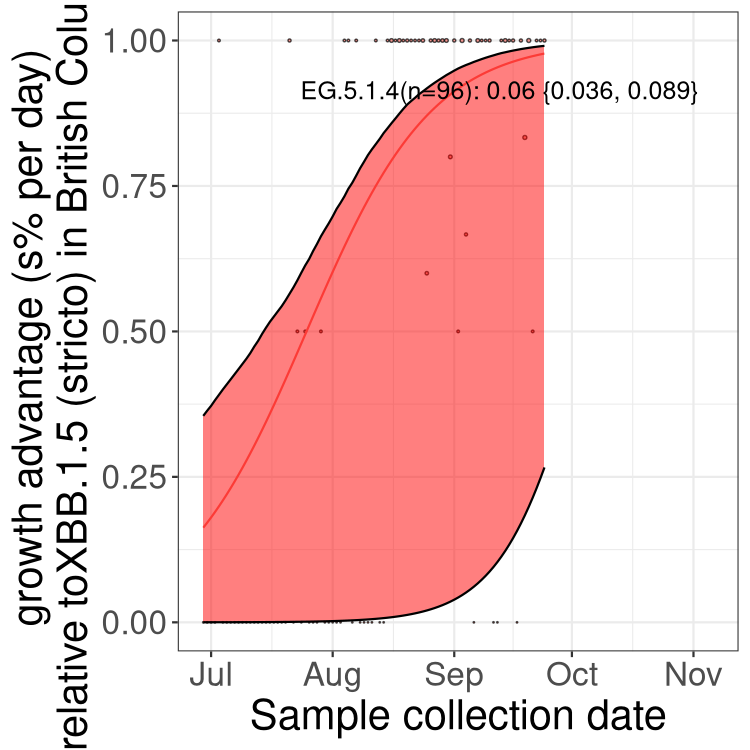 growth advantage (s% per day)
relative toXBB.1.5 (stricto) in British Colu
1.00
0.75
0.50
0.25
0.00
EG.5.1.4(n=96): 0.06 {0.036, 0.089}
Jul Aug Sep Oct Nov
Sample collection date